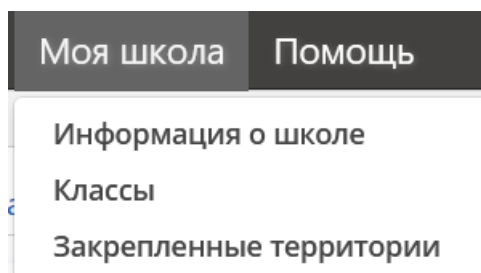 Моя школа Помощь
Информация о школе
Классы
Закрепленные территории